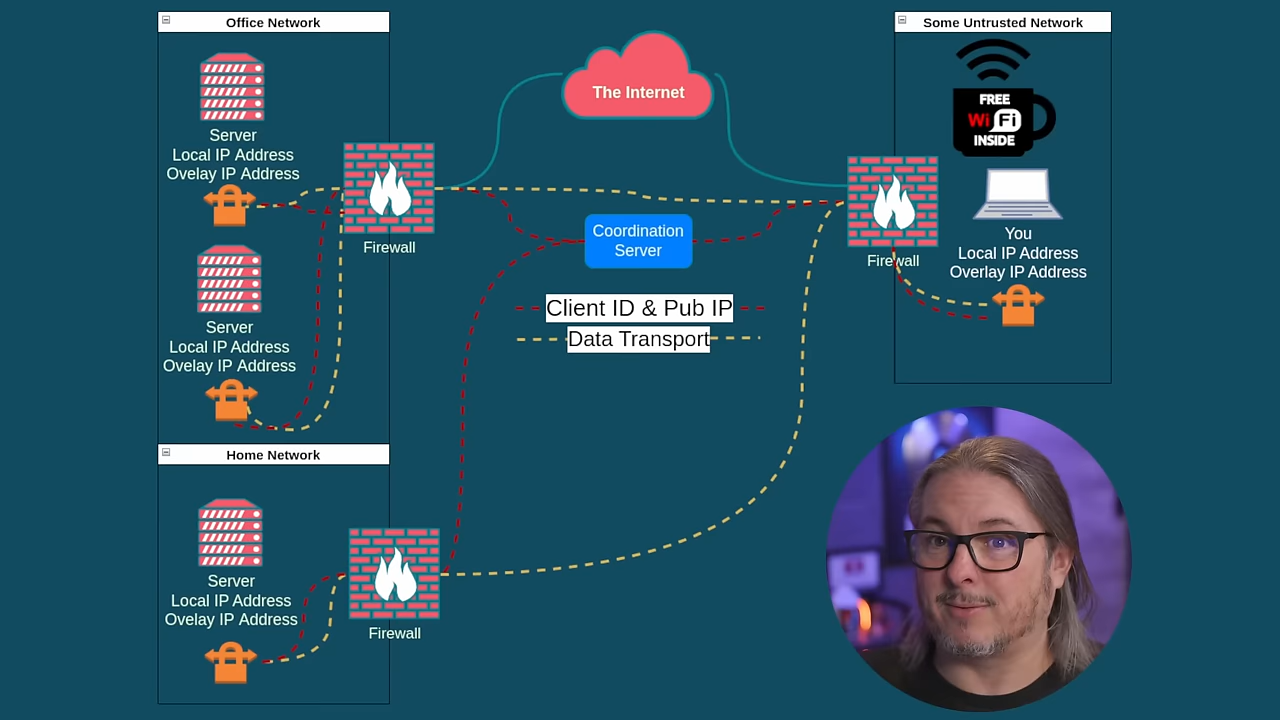 Office Network
Server
Local IP Address
Ovelay IP Address
Firewall
Server
Local IP Address
Ovelay IP Address
Home Network
Server
Local IP Address
Ovelay IP Address
Firewall
The Internet
Coordination
Server
Client ID & Pub IP
Data Transport
Some Untrusted Network
FREE
Wi Fi
INSIDE
Firewall
You
Local IP Address
Overlay IP Address